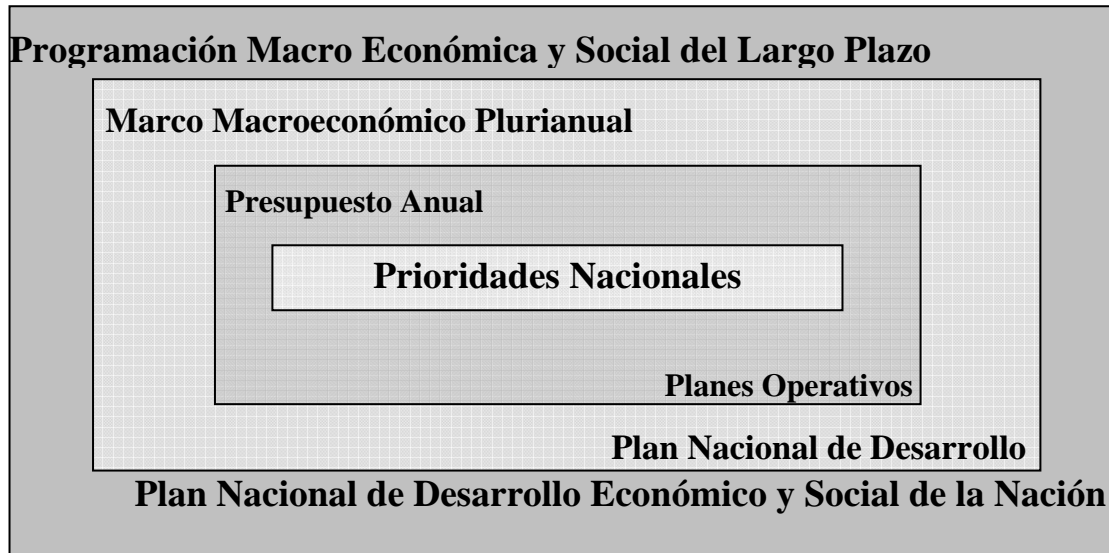 Programación Macro Económica y Social del Largo Plazo
Marco Macroeconómico Plurianual
Presupuesto Anual
Prioridades Nacionales
Planes Operativos
Plan Nacional de Desarrollo
Plan Nacional de Desarrollo Económico y Social de la Nación